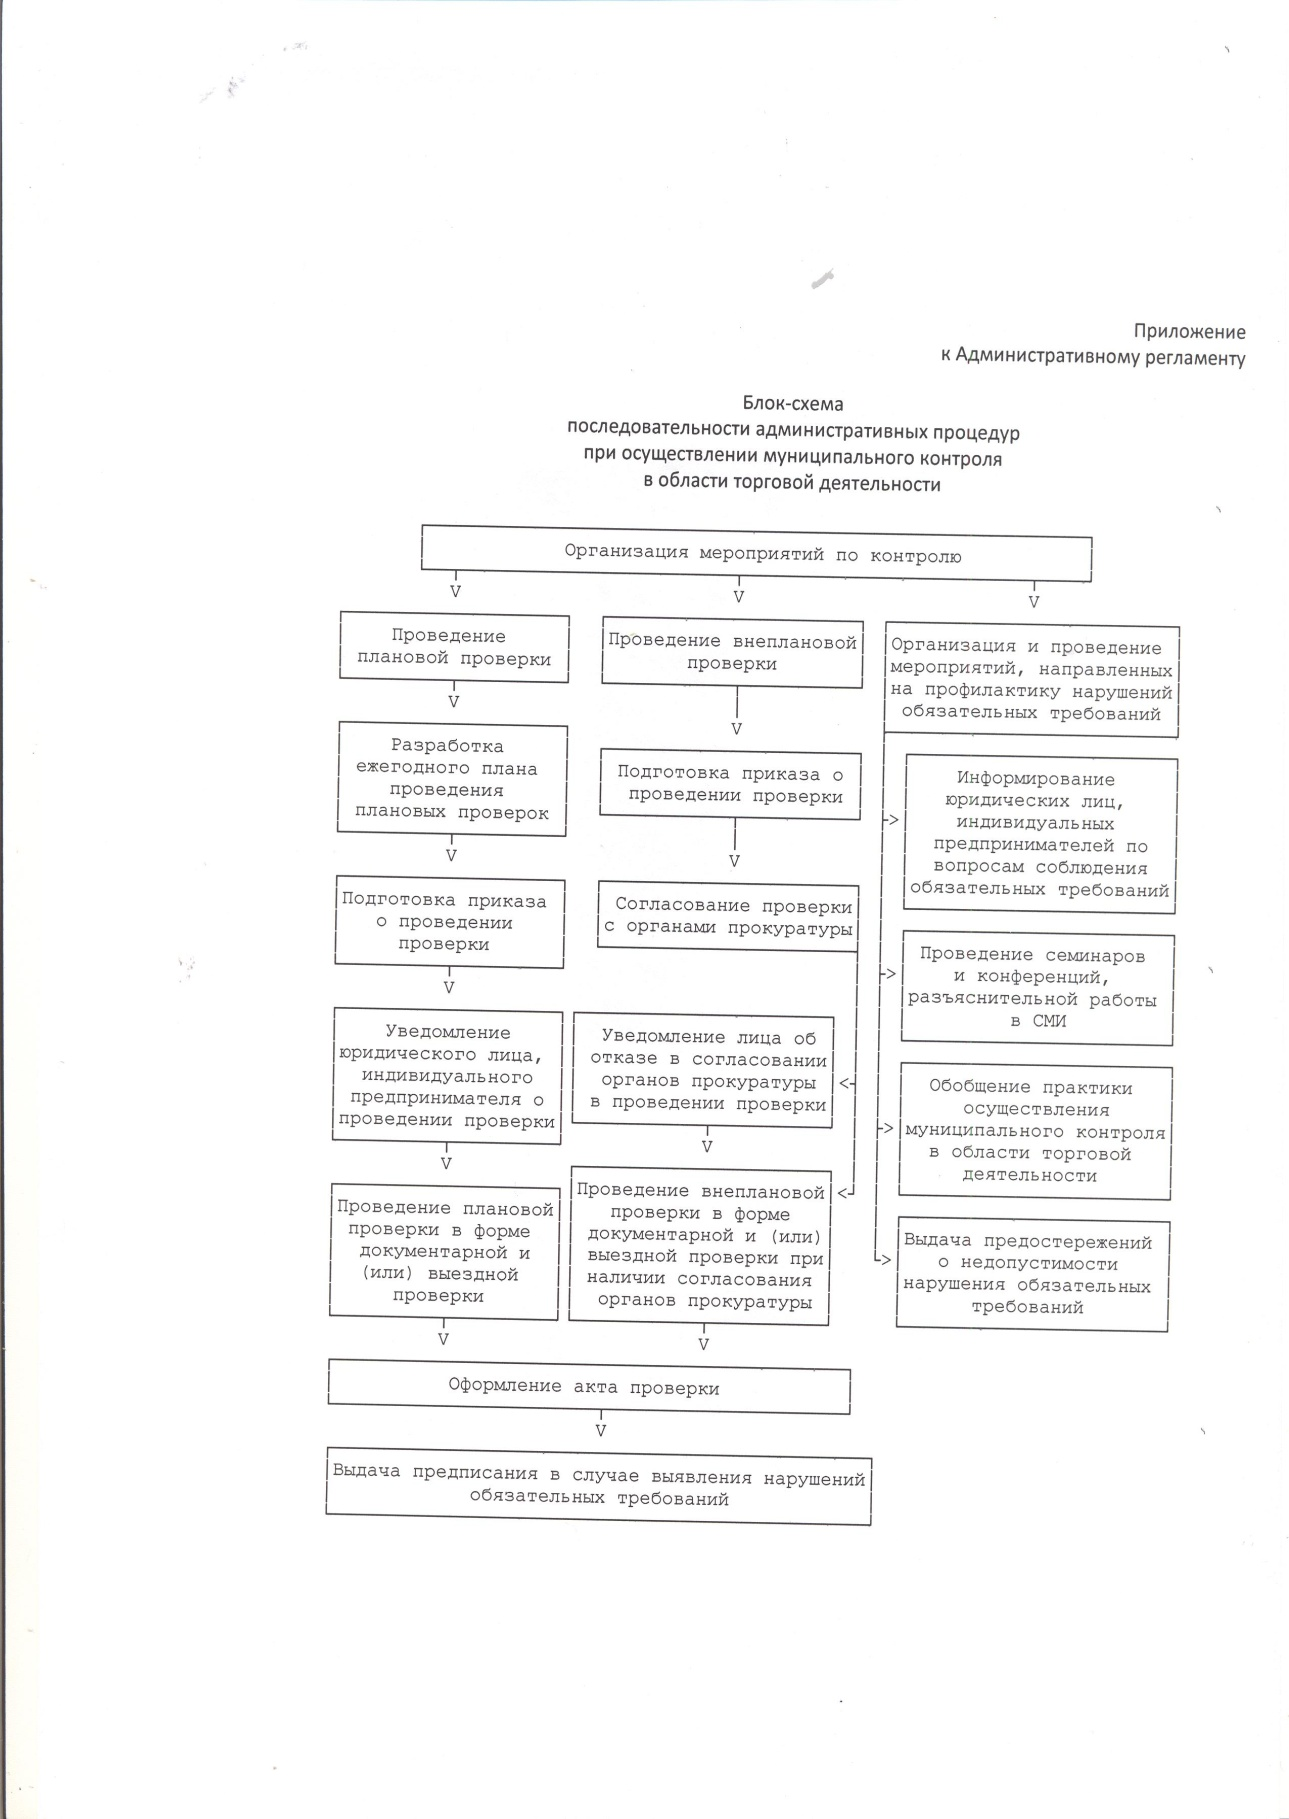 Приложение
к Административному регламенту
Блок-схема
последовательности административных процедур
при осуществлении муниципального контроля
в области торговой деятельности
Организация мероприятий по контролю
V
V
V
Проведение
плановой проверки
V
Разработка
ежегодного плана
проведения
плановых проверок
V
Подготовка приказа
о проведении
проверки
V
Уведомление
юридического лица,
индивидуального
предпринимателя о
проведении проверки
V
Проведение плановой
проверки в форме
документарной и
(или) выездной
проверки
V
Проведение внеплановой
проверки
V
Подготовка приказа о
проведении проверки
V
Согласование проверки
с органами прокуратуры
Уведомление лица об
отказе в согласовании
органов прокуратуры
в проведении проверки
<
V
Проведение внеплановой
проверки в форме
документарной и (или)
выездной проверки при
наличии согласования
органов прокуратуры
<
V
Организация и проведение
мероприятий, направленных
на профилактику нарушений
обязательных требований
>
Информирование
юридических лиц,
индивидуальных
предпринимателей по
вопросам соблюдения
обязательных требований
>
Проведение семинаров
и конференций,
разъяснительной работы
в СМИ
>
Обобщение практики
осуществления
муниципального контроля
в области торговой
деятельности
>
Выдача предостережений
о недопустимости
нарушения обязательных
требований
Оформление акта проверки
V
Выдача предписания в случае выявления нарушений
обязательных требований